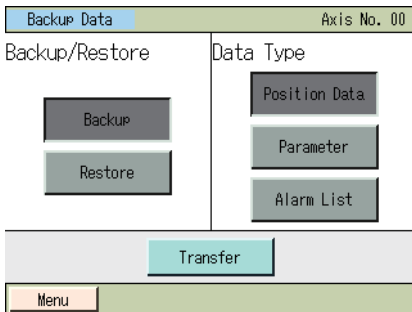 Backup Data
Axis No. 00
Backup/Restore
Data Type
Backup
Restore
Position Data
Parameter
Alarm List
Transfer
Menu